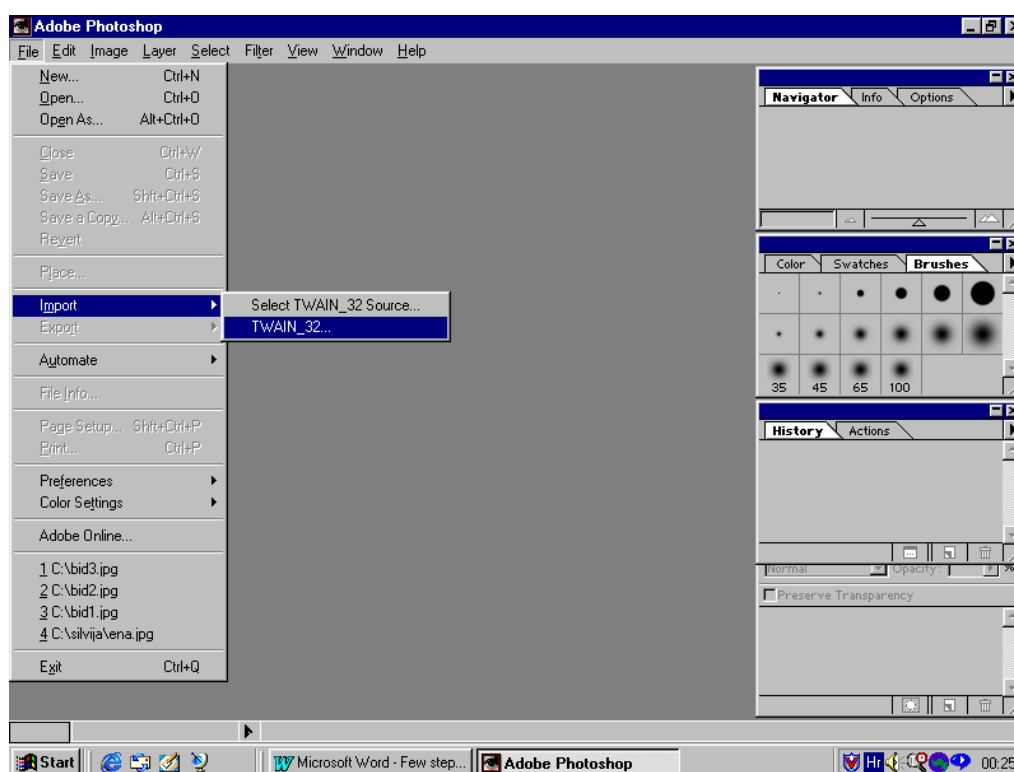 Adobe Photoshop
File Edit Image Layer Select Filter View Window Help
New... Ctrl+N
Open... Ctrl+O
Open As... Alt+Ctrl+O
Close Ctrl+W
Save Ctrl+S
Save As... Shft+Ctrl+S
Save a Copy... Alt+Ctrl+S
Revert
Place...
Import
Export
Automate
File Info...
Page Setup... Shft+Ctrl+P
Print... Ctrl+P
Preferences
Color Settings
Adobe Online...
1 C:\bid3.jpg
2 C:\bid2.jpg
3 C:\bid1.jpg
4 C:\silvija\ena.jpg
Exit Ctrl+Q
Select TWAIN_32 Source...
TWAIN_32...
Navigator Info Options
Color Swatches Brushes
35 45 65 100
History Actions
Normal Opacity: %
Preserve Transparency
Start Microsoft Word - Few step... Adobe Photoshop Hr 00:25